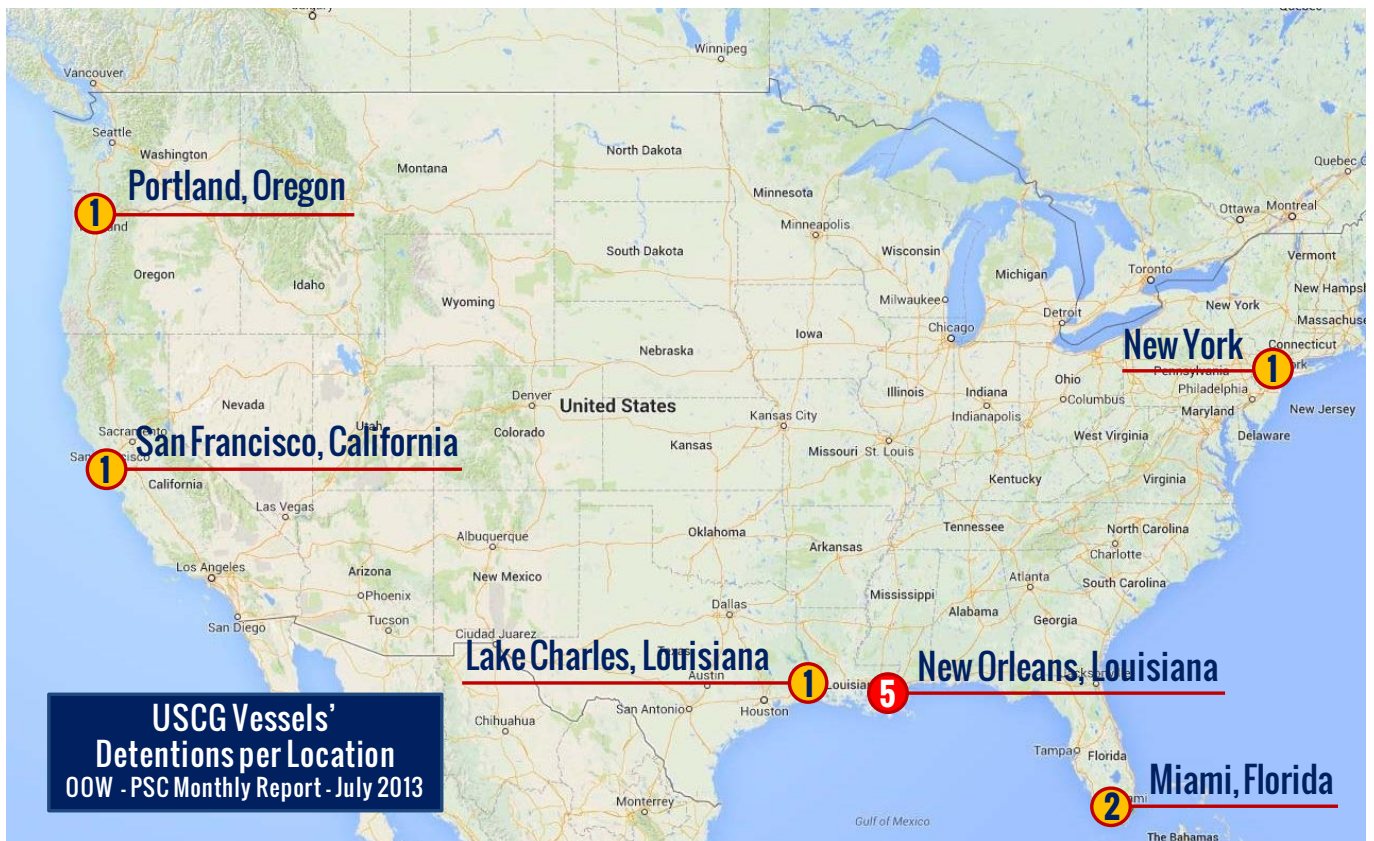 Winnipeg
Vancouver
Seattle
Washington
Montana
North Dakota
Quebec
Portland, Oregon
1
Minnesota
Minneapolis
Ottawa
Montreal
South Dakota
Wisconsin
Vermont
Oregon
Idaho
Michigan
Toronto
Wyoming
Milwaukee
New York
Detroit
Iowa
Chicago
New York
1
Connecticut
Nebraska
Pennsylvania
Ohio
Philadelphia
Nevada
Denver
United States
Illinois
Indiana
Columbus
Kansas City
Indianapolis
Maryland
New Jersey
Utah
Colorado
San Francisco, California
1
Kansas
Missouri
St. Louis
West Virginia
Delaware
California
Kentucky
Virginia
Las Vegas
Albuquerque
Oklahoma
Arkansas
Tennessee
North Carolina
Charlotte
Los Angeles
Arizona
New Mexico
Atlanta
South Carolina
Phoenix
Mississippi
Alabama
Dallas
Georgia
San Diego
Tucson
Ciudad Juarez
Lake Charles, Louisiana
1
Texas
Austin
5
New Orleans, Louisiana
San Antonio
Houston
Chihuahua
Tampa
Florida
USCG Vessels’
Detentions per Location
OOW - PSC Monthly Report - July 2013
Miami, Florida
2
Monterrey
Gulf of Mexico
The Bahamas